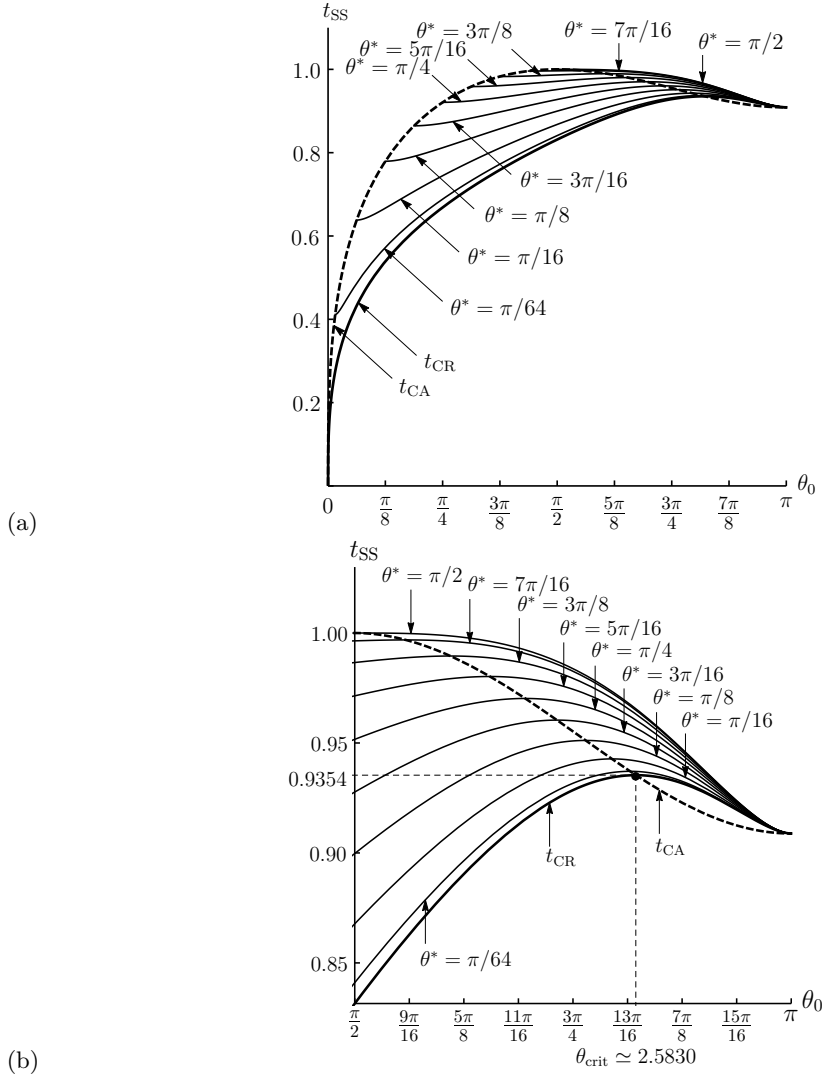 t_SS
θ* = 3π/8
θ* = 7π/16
θ* = 5π/16
θ* = π/2
θ* = π/4
1.0
0.8
θ* = 3π/16
θ* = π/8
0.6
θ* = π/16
θ* = π/64
0.4
t_CR
t_CA
0.2
θ_0
0 π/8 π/4 3π/8 π/2 5π/8 3π/4 7π/8 π
(a)
t_SS
θ* = π/2
θ* = 7π/16
θ* = 3π/8
1.00
θ* = 5π/16
θ* = π/4
θ* = 3π/16
θ* = π/8
θ* = π/16
0.95
0.9354
0.90
t_CR
t_CA
θ* = π/64
0.85
θ_0
π/2 9π/16 5π/8 11π/16 3π/4 13π/16 7π/8 15π/16 π
θ_crit ≃ 2.5830
(b)